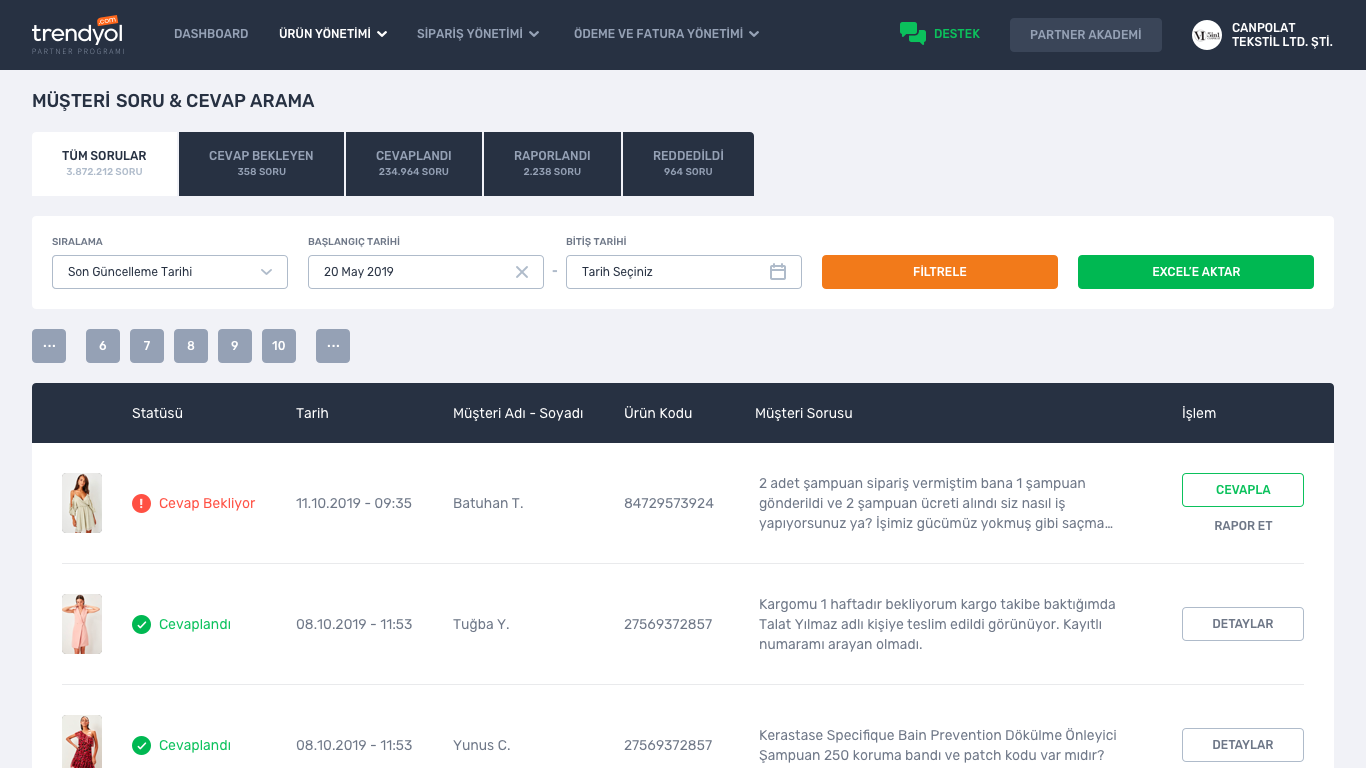 trendyol
.com
PARTNER PROGRAMI
DASHBOARD
ÜRÜN YÖNETİMİ
SİPARİŞ YÖNETİMİ
ÖDEME VE FATURA YÖNETİMİ
DESTEK
PARTNER AKADEMİ
CANPOLAT
TEKSTİL LTD. ŞTİ.
MÜŞTERİ SORU & CEVAP ARAMA
TÜM SORULAR
3.872.212 SORU
CEVAP BEKLEYEN
358 SORU
CEVAPLANDI
234.964 SORU
RAPORLANDI
2.238 SORU
REDDEDİLDİ
964 SORU
SIRALAMA
Son Güncelleme Tarihi
BAŞLANGIÇ TARİHİ
20 May 2019
-
BİTİŞ TARİHİ
Tarih Seçiniz
FİLTRELE
EXCEL'E AKTAR
... 6 7 8 9 10 ...
Statüsü Tarih Müşteri Adı - Soyadı Ürün Kodu Müşteri Sorusu İşlem
Cevap Bekliyor 11.10.2019 - 09:35 Batuhan T. 84729573924
2 adet şampuan sipariş vermiştim bana 1 şampuan
gönderildi ve 2 şampuan ücreti alındı siz nasıl iş
yapıyorsunuz ya? İşimiz gücümüz yokmuş gibi saçma...
CEVAPLA
RAPOR ET
Cevaplandı 08.10.2019 - 11:53 Tuğba Y. 27569372857
Kargomu 1 haftadır bekliyorum kargo takibe baktığımda
Talat Yılmaz adlı kişiye teslim edildi görünüyor. Kayıtlı
numaramı arayan olmadı.
DETAYLAR
Cevaplandı 08.10.2019 - 11:53 Yunus C. 27569372857
Kerastase Specifique Bain Prevention Dökülme Önleyici
Şampuan 250 koruma bandı ve patch kodu var mıdır?
DETAYLAR